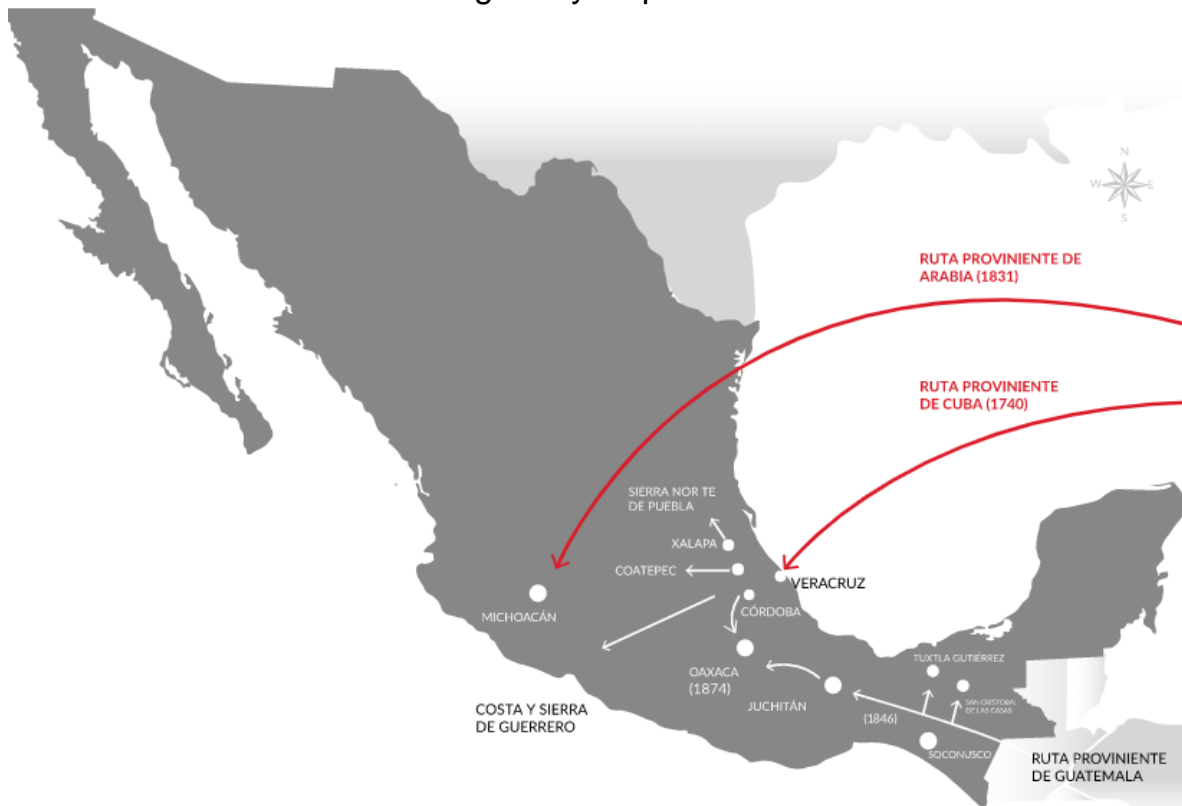 N
W
E
S
RUTA PROVINIENTE DE
ARABIA (1831)
RUTA PROVINIENTE
DE CUBA (1740)
SIERRA NOR TE
DE PUEBLA
XALAPA
COATEPEC
VERACRUZ
CÓRDOBA
MICHOACÁN
OAXACA
(1874)
TUXTLA GUTIÉRREZ
SAN CRISTOBAL
DE LAS CASAS
JUCHITÁN
(1846)
COSTA Y SIERRA
DE GUERRERO
SOCONUSCO
RUTA PROVINIENTE
DE GUATEMALA